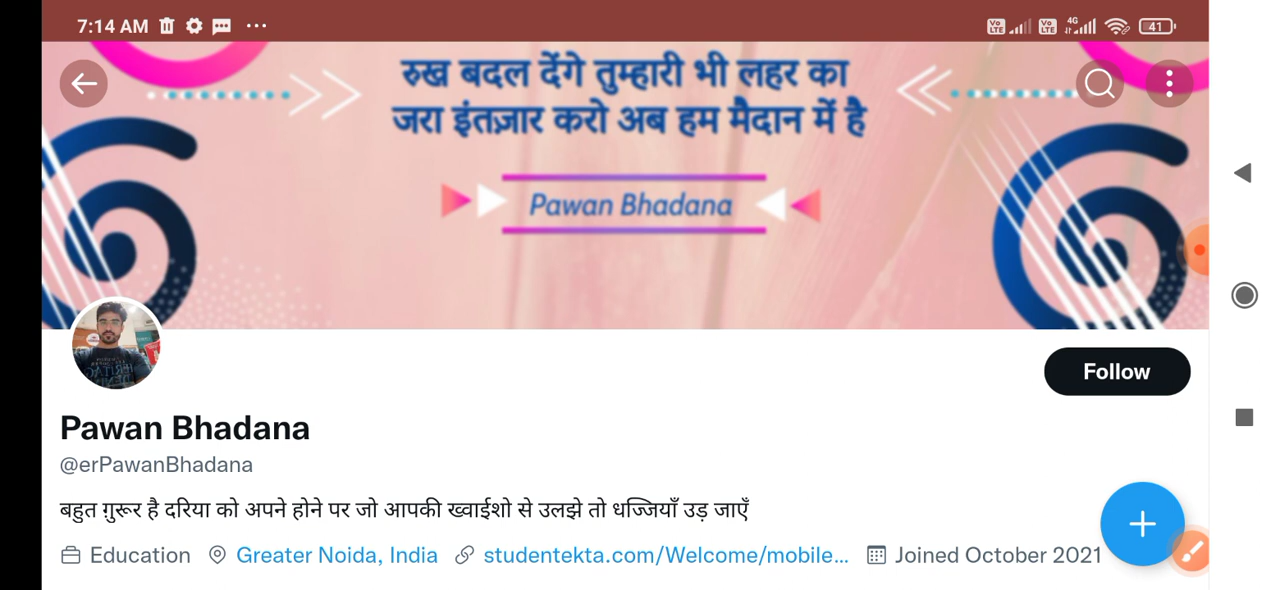 7:14 AM
4G
41
रुख बदल देंगे तुम्हारी भी लहर का
जरा इंतज़ार करो अब हम मैदान में है
Pawan Bhadana
Follow
Pawan Bhadana
@erPawanBhadana
बहुत ग़ुरूर है दरिया को अपने होने पर जो आपकी ख्वाईशो से उलझे तो धज्जियाँ उड़ जाएँ
Education Greater Noida, India studentekta.com/Welcome/mobile... Joined October 2021